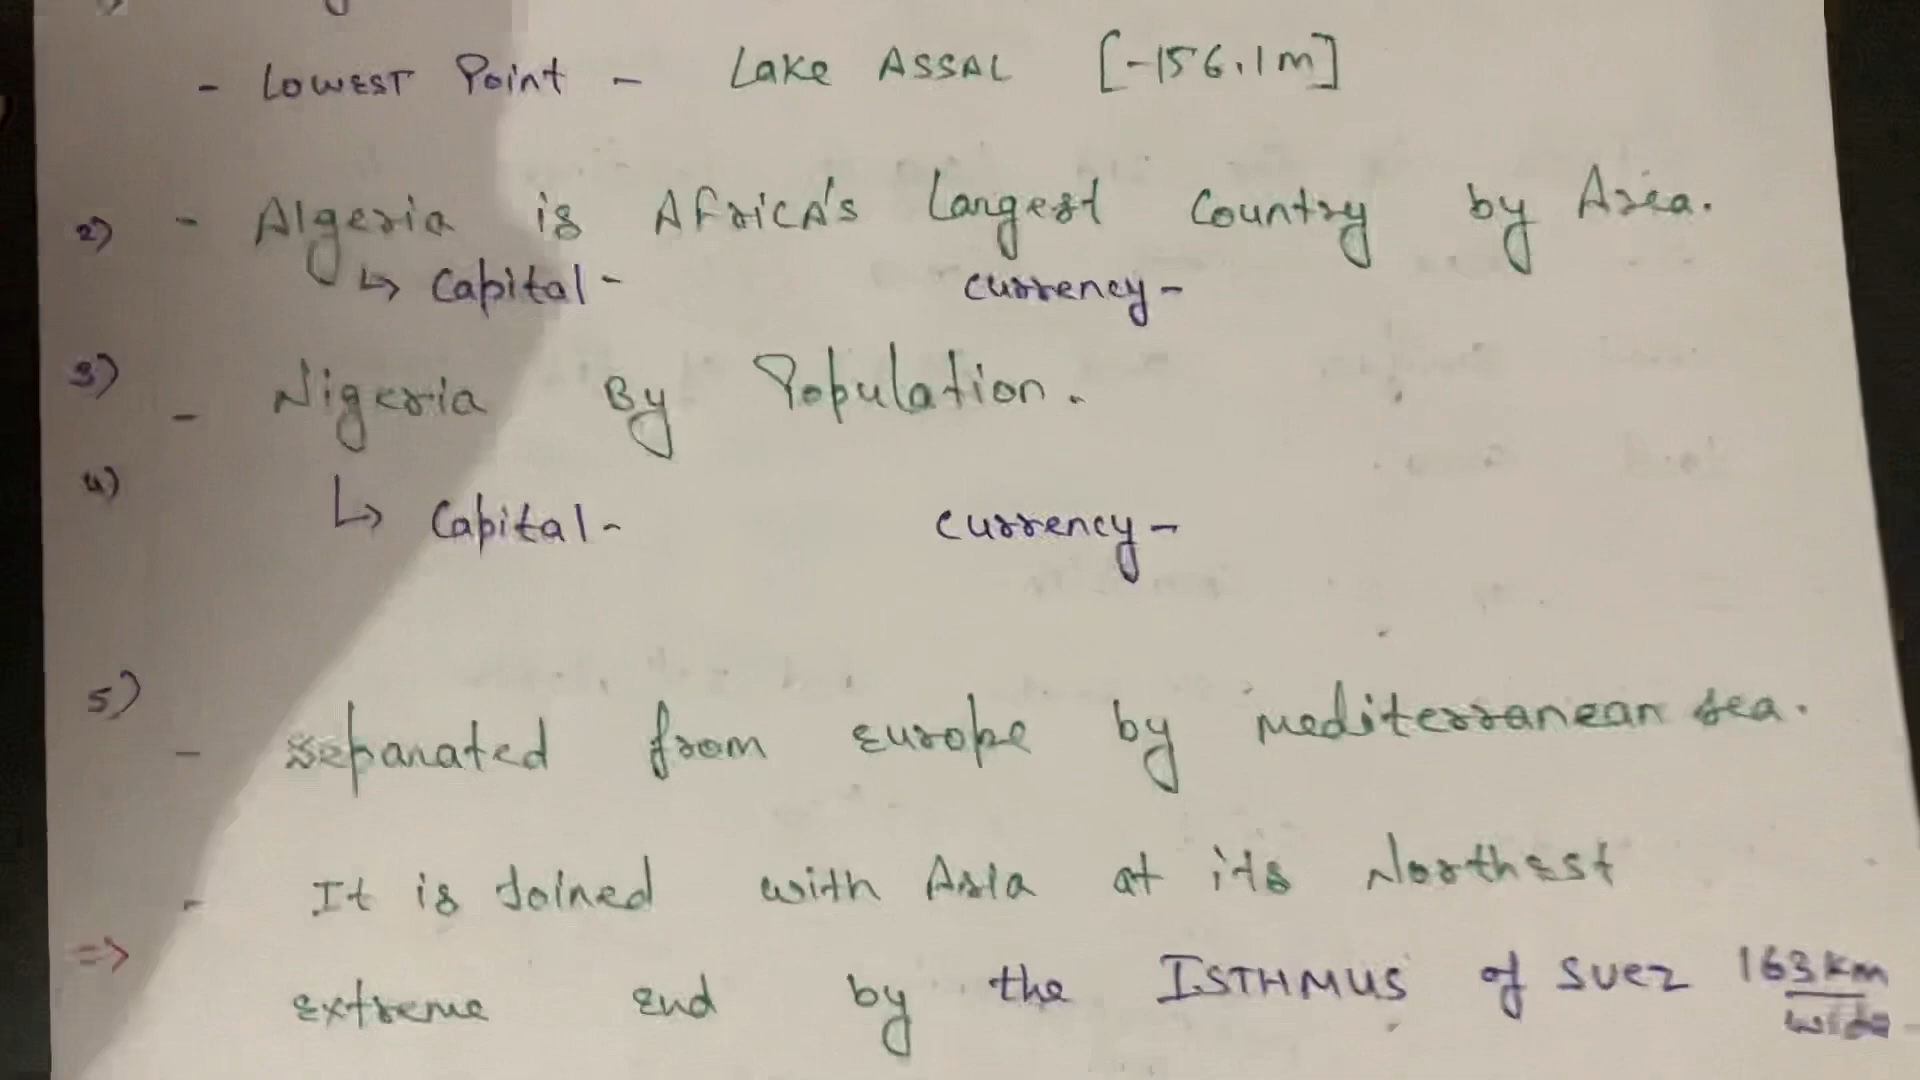 - LOWEST Point - Lake ASSAL [-156.1m]
2) - Algeria is AFRICA's Largest Country by Area.
↳ Capital - currency -
3) - Nigeria By Population.
4) ↳ Capital - currency -
5) - separated from europe by mediterranean sea.
- It is Joined with Asia at its Northest
=> extreme end by the ISTHMUS of SUEZ 163 km
wide